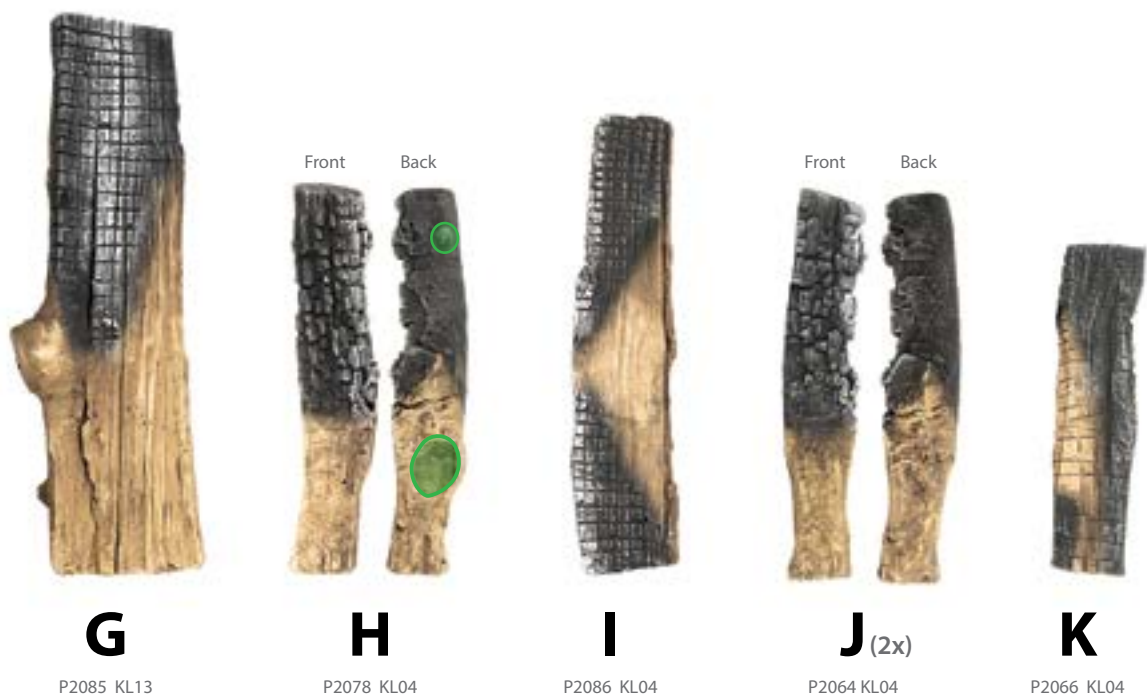 Front Back Front Back
G H I J (2x) K
P2085 KL13 P2078 KL04 P2086 KL04 P2064 KL04 P2066 KL04